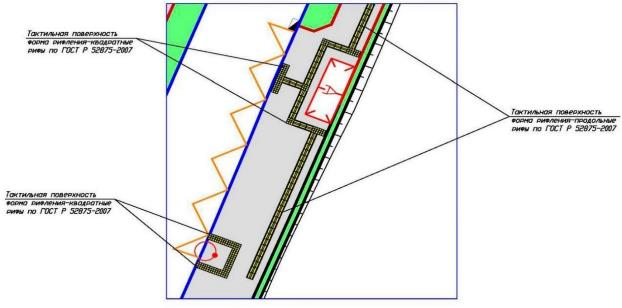 Тактильная поверхность
форма рифления-квадратные
рифы по ГОСТ Р 52875-2007
Тактильная поверхность
форма рифления-продольные
рифы по ГОСТ Р 52875-2007
Тактильная поверхность
форма рифления-квадратные
рифы по ГОСТ Р 52875-2007